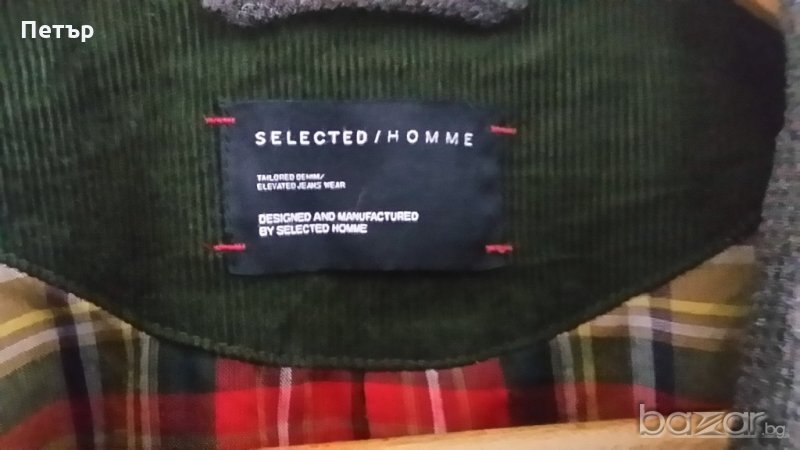 Петър
SELECTED / HOMME
TAILORED DENIM/
ELEVATED JEANS WEAR
DESIGNED AND MANUFACTURED
BY SELECTED HOMME
bazar.bg